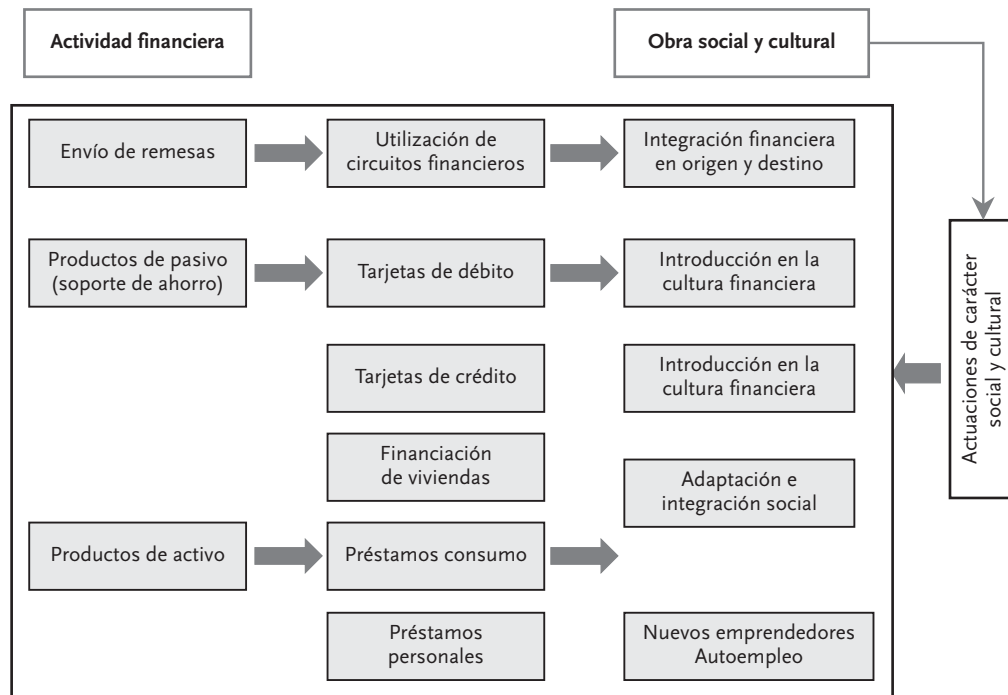 Actividad financiera
Obra social y cultural
Envío de remesas
Utilización de
circuitos financieros
Integración financiera
en origen y destino
Productos de pasivo
(soporte de ahorro)
Tarjetas de débito
Introducción en la
cultura financiera
Tarjetas de crédito
Introducción en la
cultura financiera
Financiación
de viviendas
Adaptación e
integración social
Productos de activo
Préstamos consumo
Préstamos
personales
Nuevos emprendedores
Autoempleo
Actuaciones de carácter
social y cultural